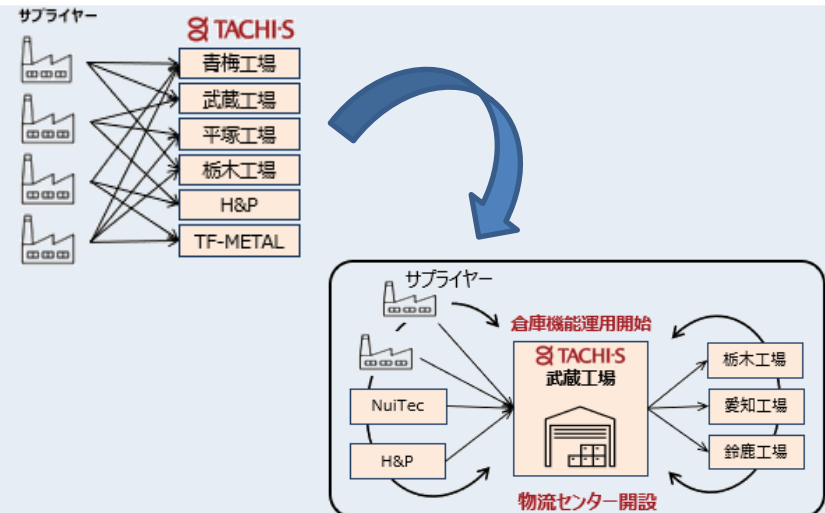 サプライヤー
TACHI-S
青梅工場
武蔵工場
平塚工場
栃木工場
H&P
TF-METAL
サプライヤー
倉庫機能運用開始
TACHI-S
武蔵工場
NuiTec
H&P
栃木工場
愛知工場
鈴鹿工場
物流センター開設